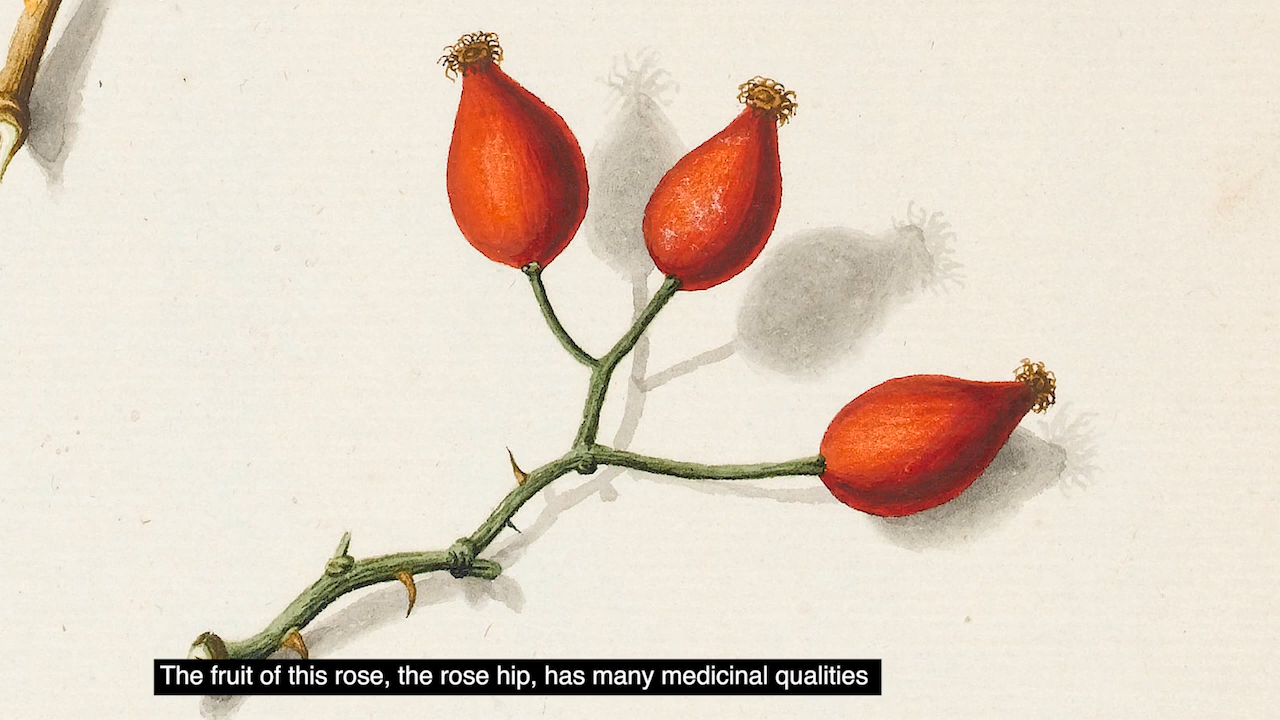 The fruit of this rose, the rose hip, has many medicinal qualities